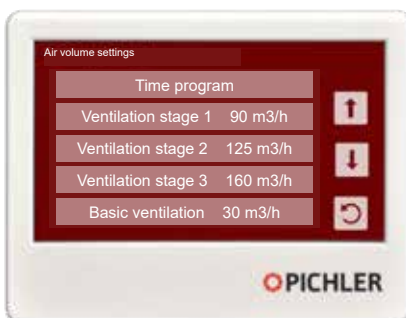 Air volume settings
Time program
Ventilation stage 1 90 m3/h
Ventilation stage 2 125 m3/h
Ventilation stage 3 160 m3/h
Basic ventilation 30 m3/h
PICHLER